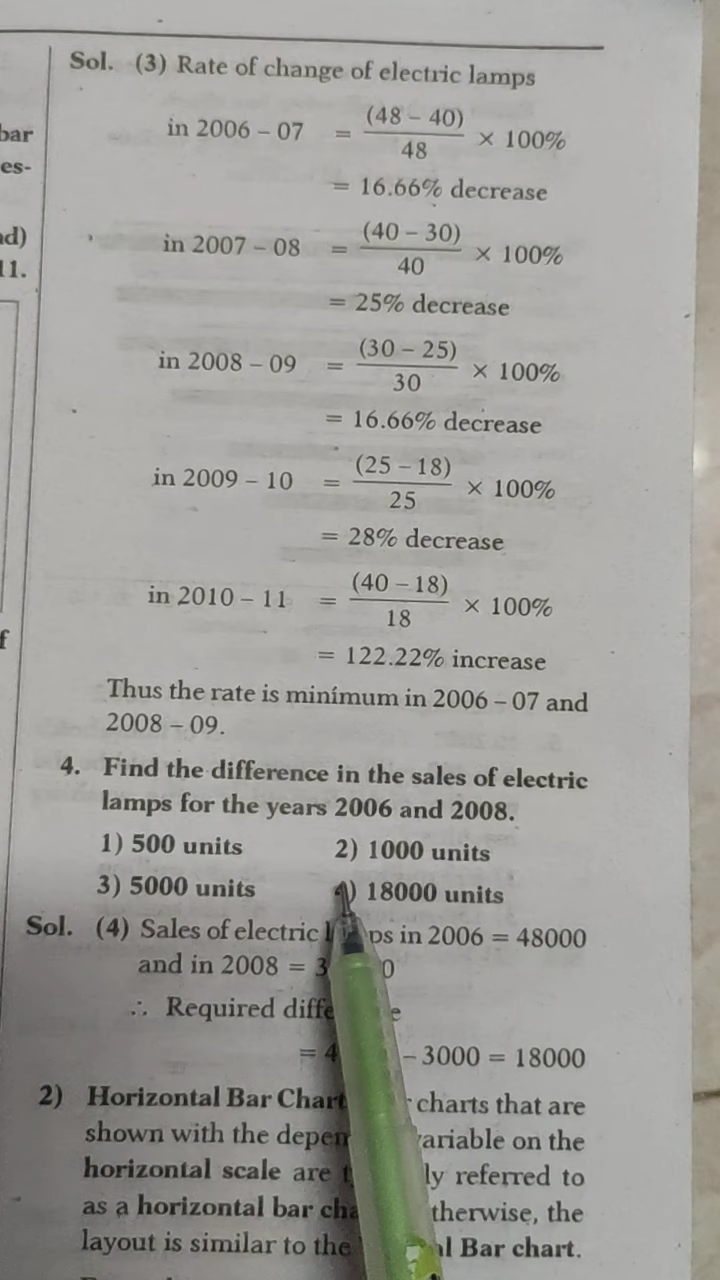 bar
es-
nd)
11.
f
Sol. (3) Rate of change of electric lamps
in 2006 – 07 = (48 – 40) / 48 × 100%
= 16.66% decrease
in 2007 – 08 = (40 – 30) / 40 × 100%
= 25% decrease
in 2008 – 09 = (30 – 25) / 30 × 100%
= 16.66% decrease
in 2009 – 10 = (25 – 18) / 25 × 100%
= 28% decrease
in 2010 – 11 = (40 – 18) / 18 × 100%
= 122.22% increase
Thus the rate is minimum in 2006 – 07 and
2008 – 09.
4. Find the difference in the sales of electric
lamps for the years 2006 and 2008.
1) 500 units 2) 1000 units
3) 5000 units 4) 18000 units
Sol. (4) Sales of electric ps in 2006 = 48000
and in 2008 = 3 0
∴ Required diffe e
= 4 – 3000 = 18000
2) Horizontal Bar Chart charts that are
shown with the depen variable on the
horizontal scale are ly referred to
as a horizontal bar cha therwise, the
layout is similar to the al Bar chart.